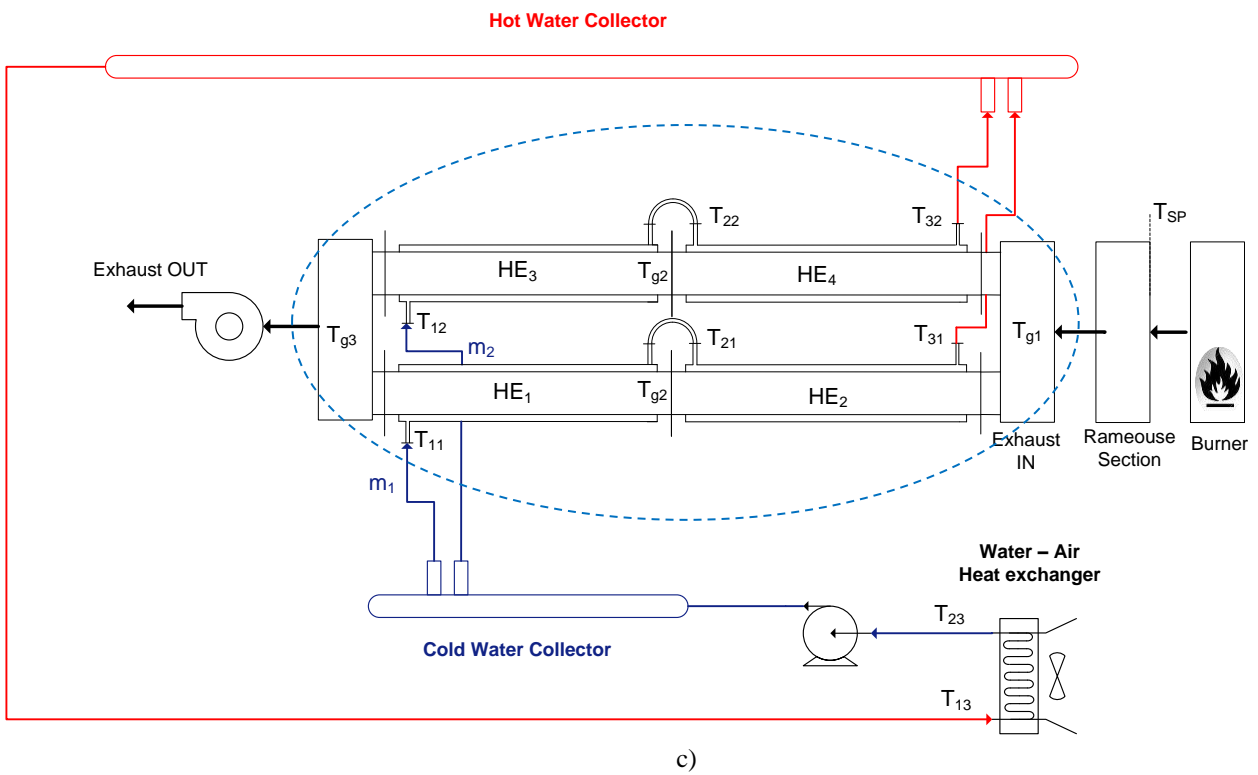 Hot Water Collector
T22
T32
TSP
Exhaust OUT
HE3
Tg2
HE4
T12
Tg3
m2
T21
T31
Tg1
HE1
Tg2
HE2
T11
Exhaust
IN
Rameouse
Section
Burner
m1
Water – Air
Heat exchanger
T23
Cold Water Collector
T13
c)